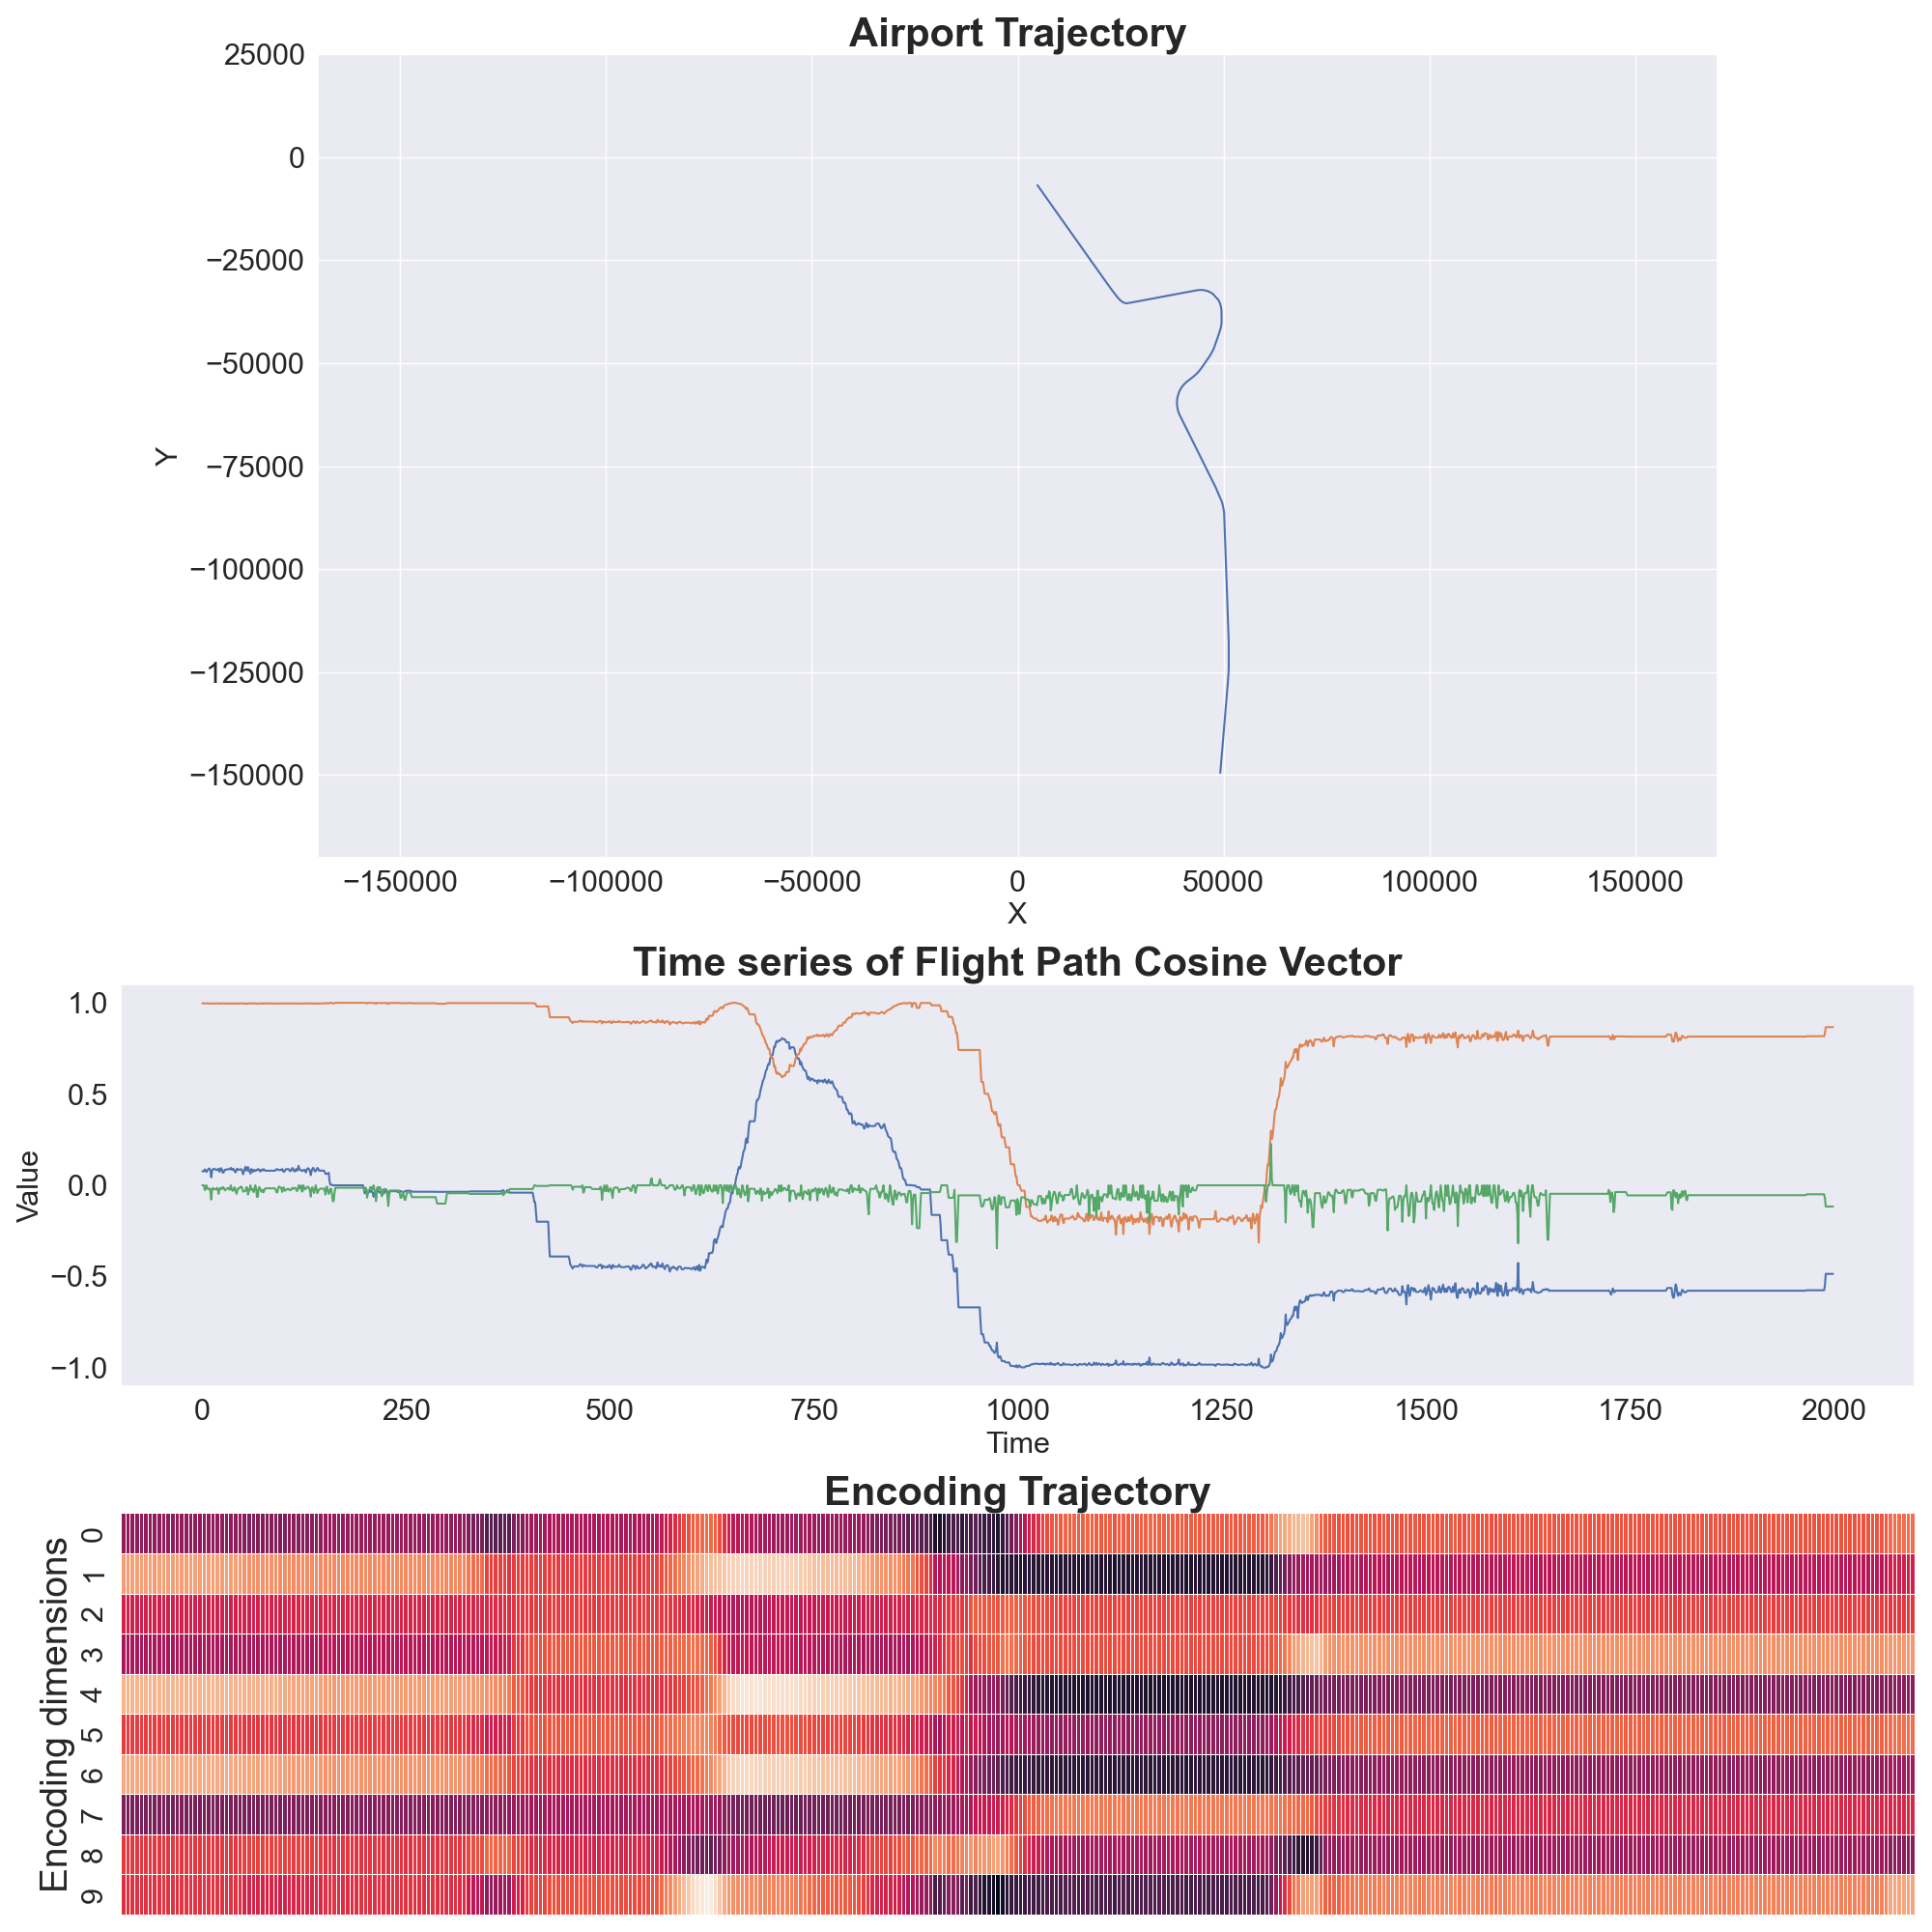 Airport Trajectory
25000
0
−25000
−50000
−75000
−100000
−125000
−150000
Y
−150000 −100000 −50000 0 50000 100000 150000
X
Time series of Flight Path Cosine Vector
1.0
0.5
0.0
−0.5
−1.0
Value
0 250 500 750 1000 1250 1500 1750 2000
Time
Encoding Trajectory
Encoding dimensions
0
1
2
3
4
5
6
7
8
9